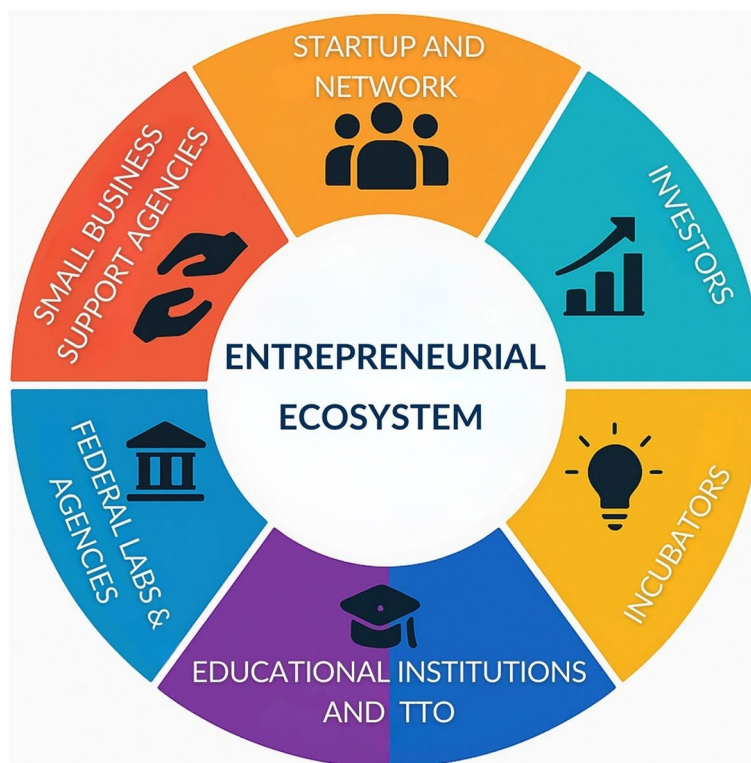 STARTUP AND
NETWORK
INVESTORS
INCUBATORS
EDUCATIONAL INSTITUTIONS
AND TTO
FEDERAL LABS &
AGENCIES
SMALL BUSINESS
SUPPORT AGENCIES
ENTREPRENEURIAL
ECOSYSTEM